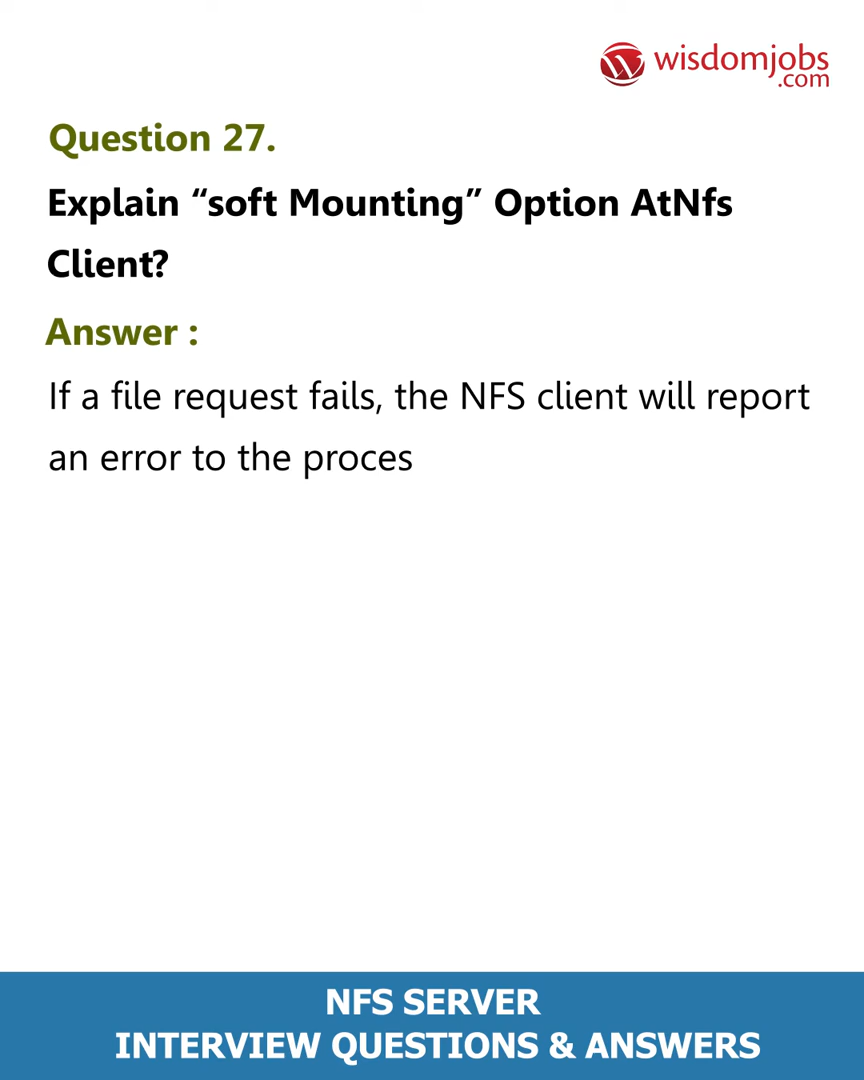 wisdomjobs
.com
Question 27.
Explain “soft Mounting” Option AtNfs
Client?
Answer :
If a file request fails, the NFS client will report
an error to the proces
NFS SERVER
INTERVIEW QUESTIONS & ANSWERS